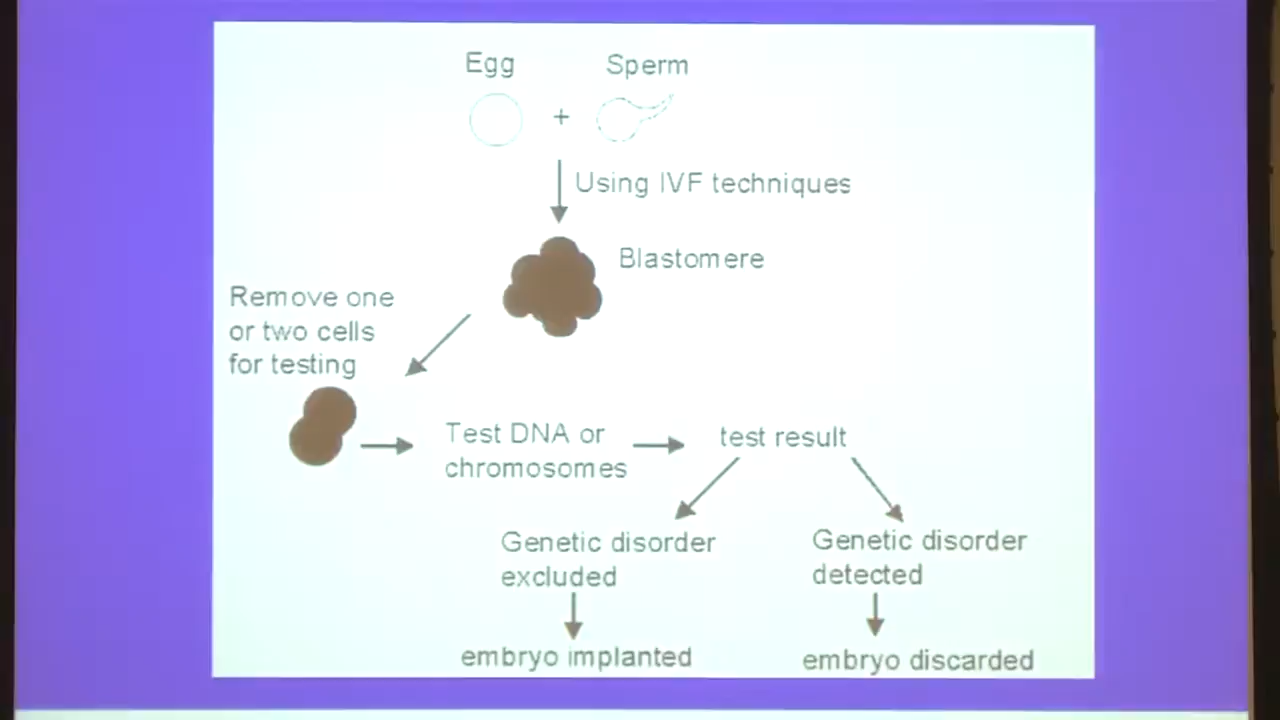 Egg Sperm
+
Using IVF techniques
Blastomere
Remove one
or two cells
for testing
Test DNA or
chromosomes
test result
Genetic disorder
excluded
Genetic disorder
detected
embryo implanted
embryo discarded